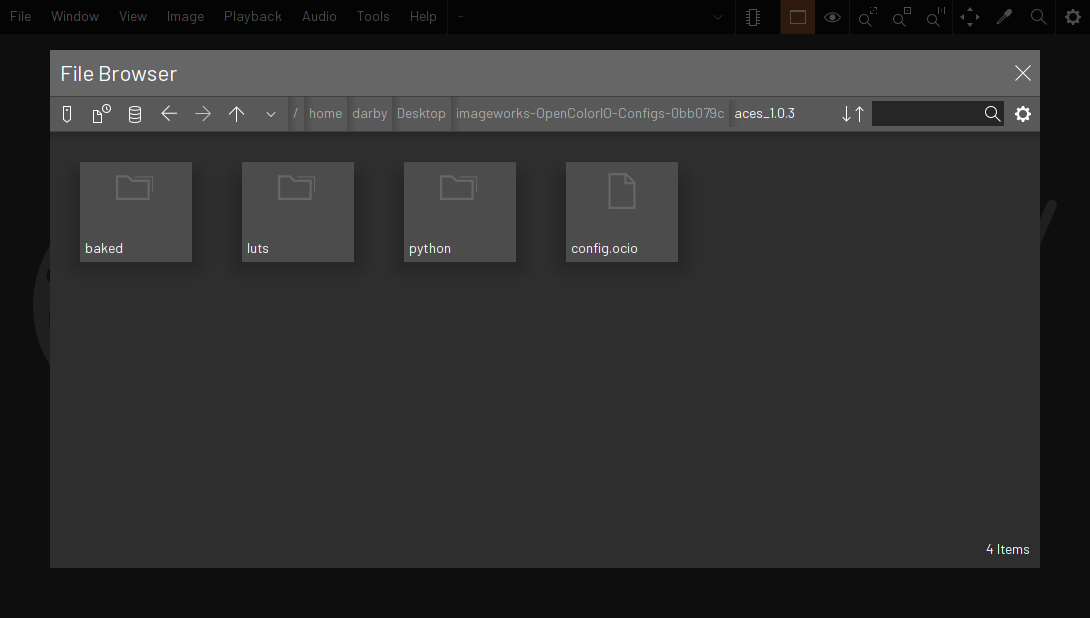 File Window View Image Playback Audio Tools Help -
File Browser
/ home darby Desktop imageworks-OpenColorIO-Configs-0bb079c aces_1.0.3
baked luts python config.ocio
4 Items